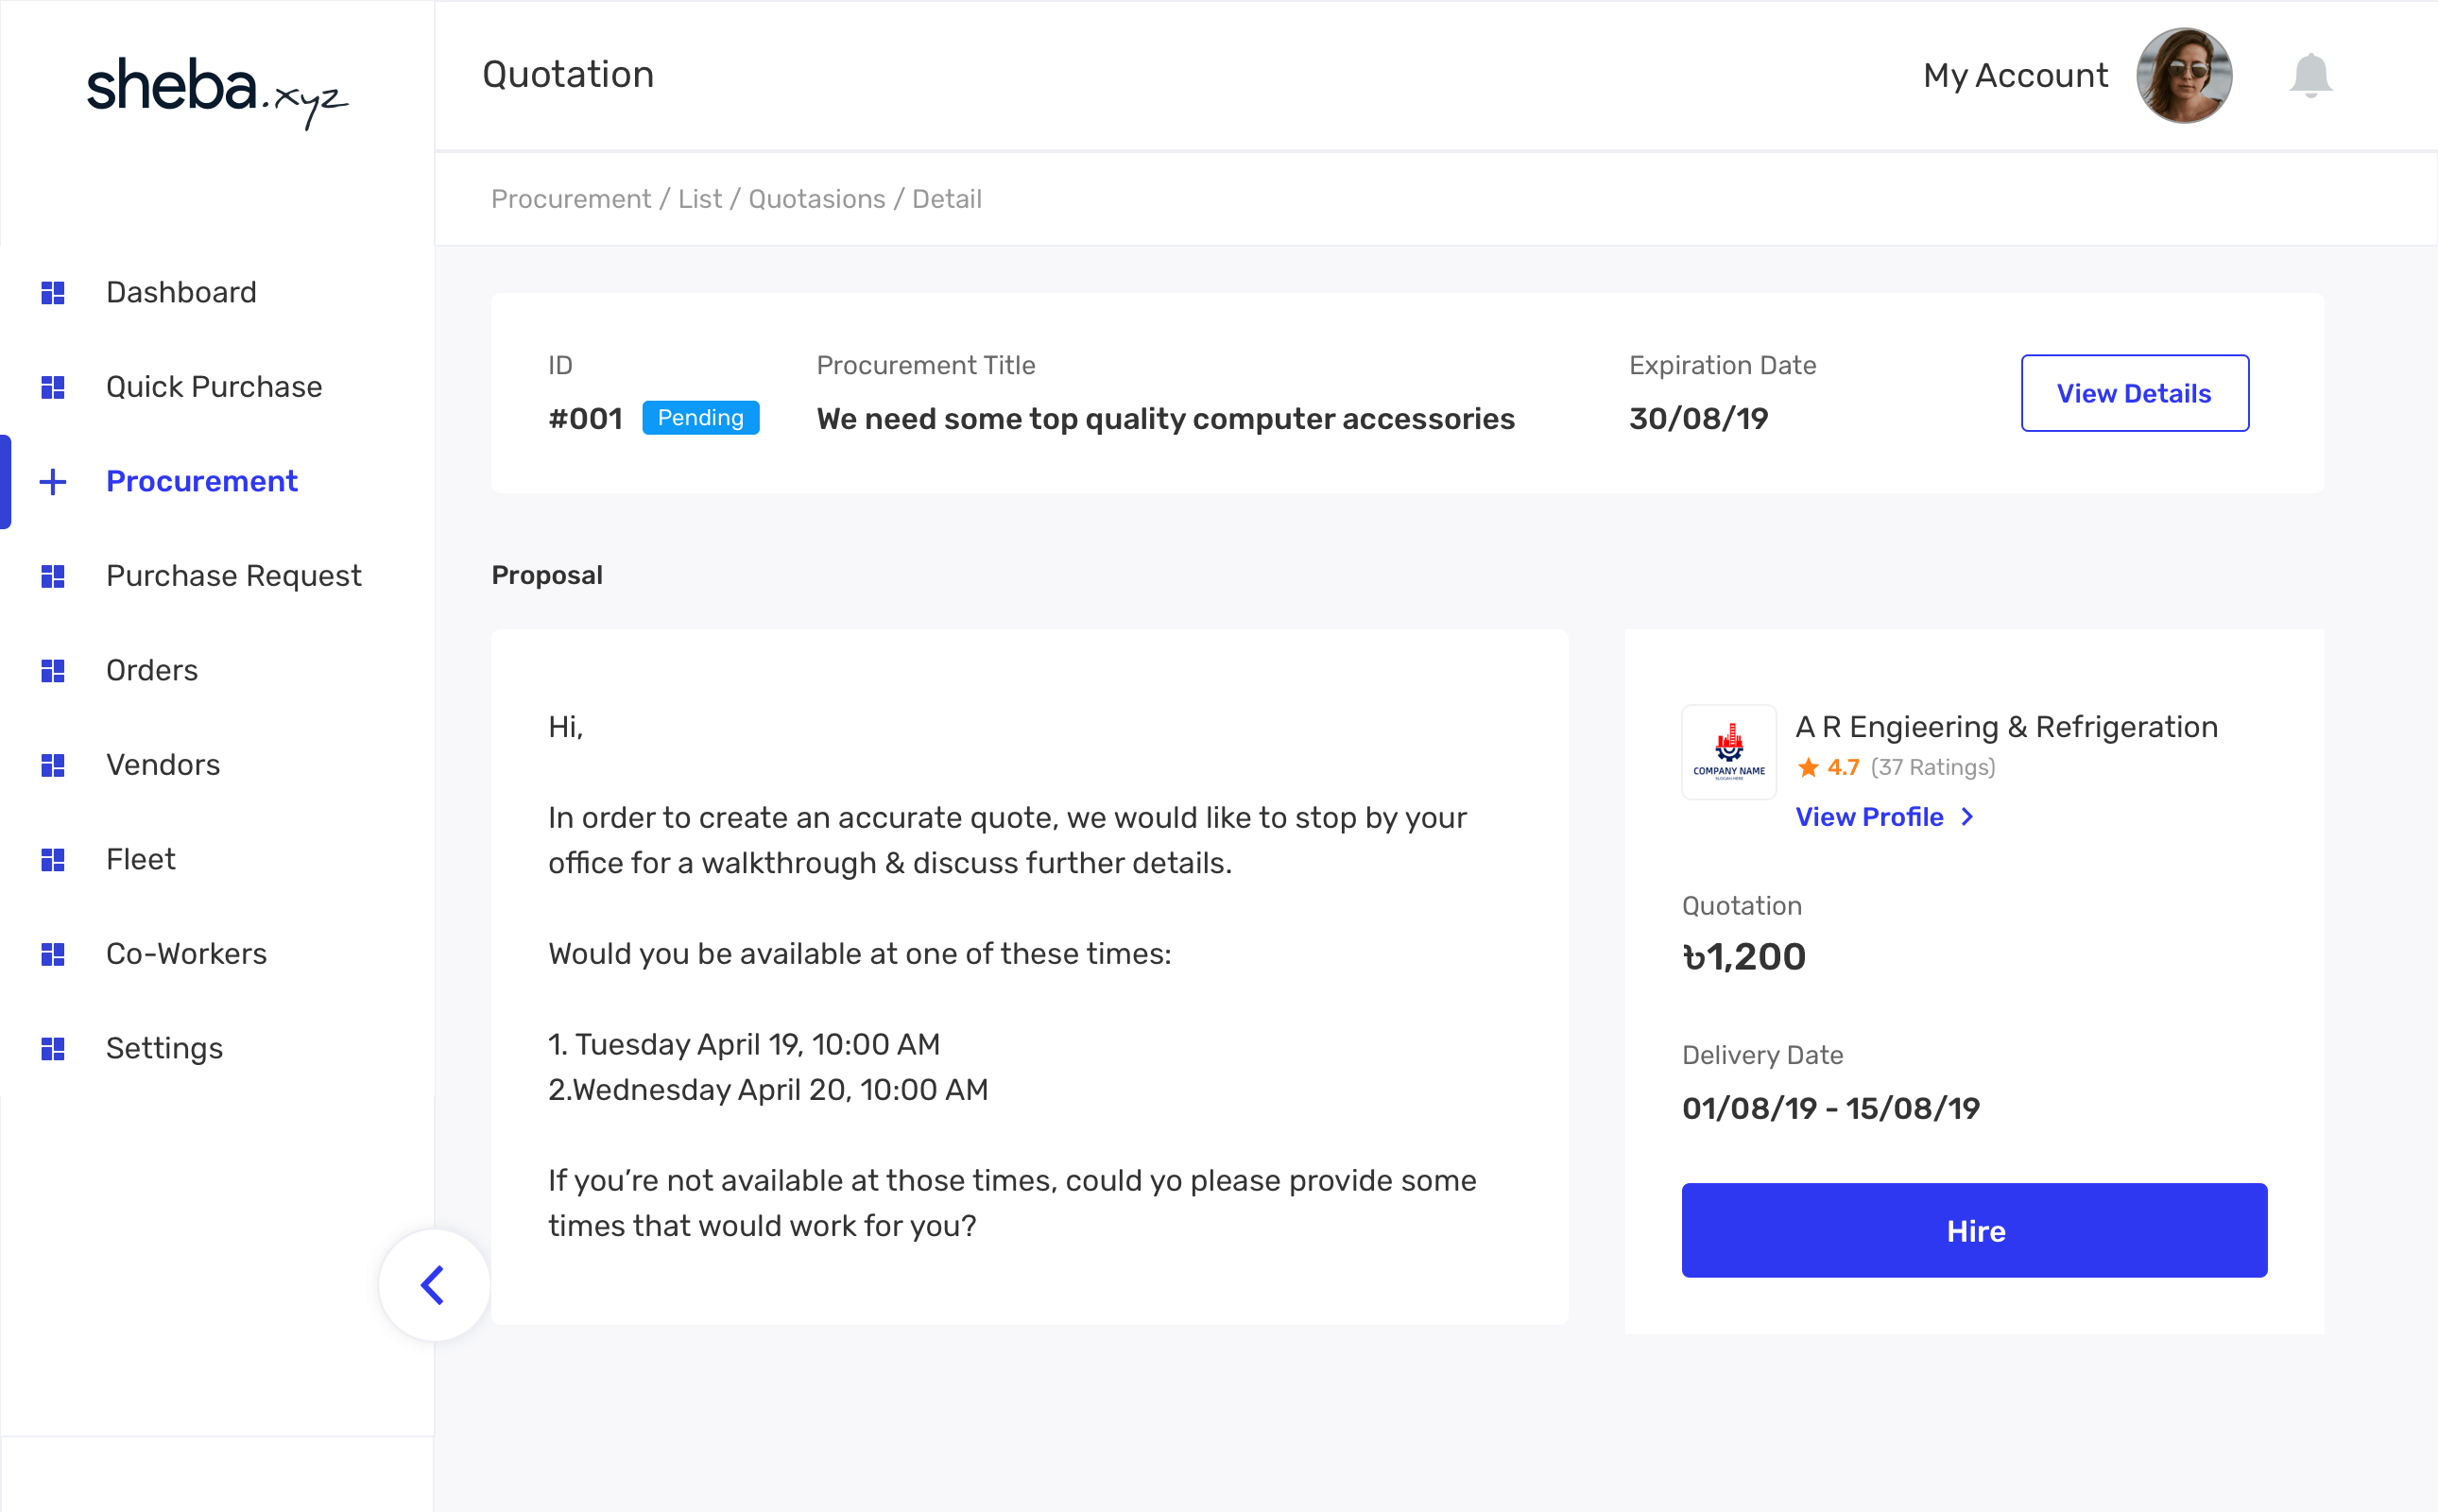 sheba.xyz
Quotation
My Account
Procurement / List / Quotasions / Detail
Dashboard
Quick Purchase
Procurement
Purchase Request
Orders
Vendors
Fleet
Co-Workers
Settings
ID
#001 Pending
Procurement Title
We need some top quality computer accessories
Expiration Date
30/08/19
View Details
Proposal
Hi,
In order to create an accurate quote, we would like to stop by your
office for a walkthrough & discuss further details.
Would you be available at one of these times:
1. Tuesday April 19, 10:00 AM
2.Wednesday April 20, 10:00 AM
If you’re not available at those times, could yo please provide some
times that would work for you?
COMPANY NAME
SLOGAN HERE
A R Engieering & Refrigeration
4.7 (37 Ratings)
View Profile
Quotation
৳1,200
Delivery Date
01/08/19 - 15/08/19
Hire